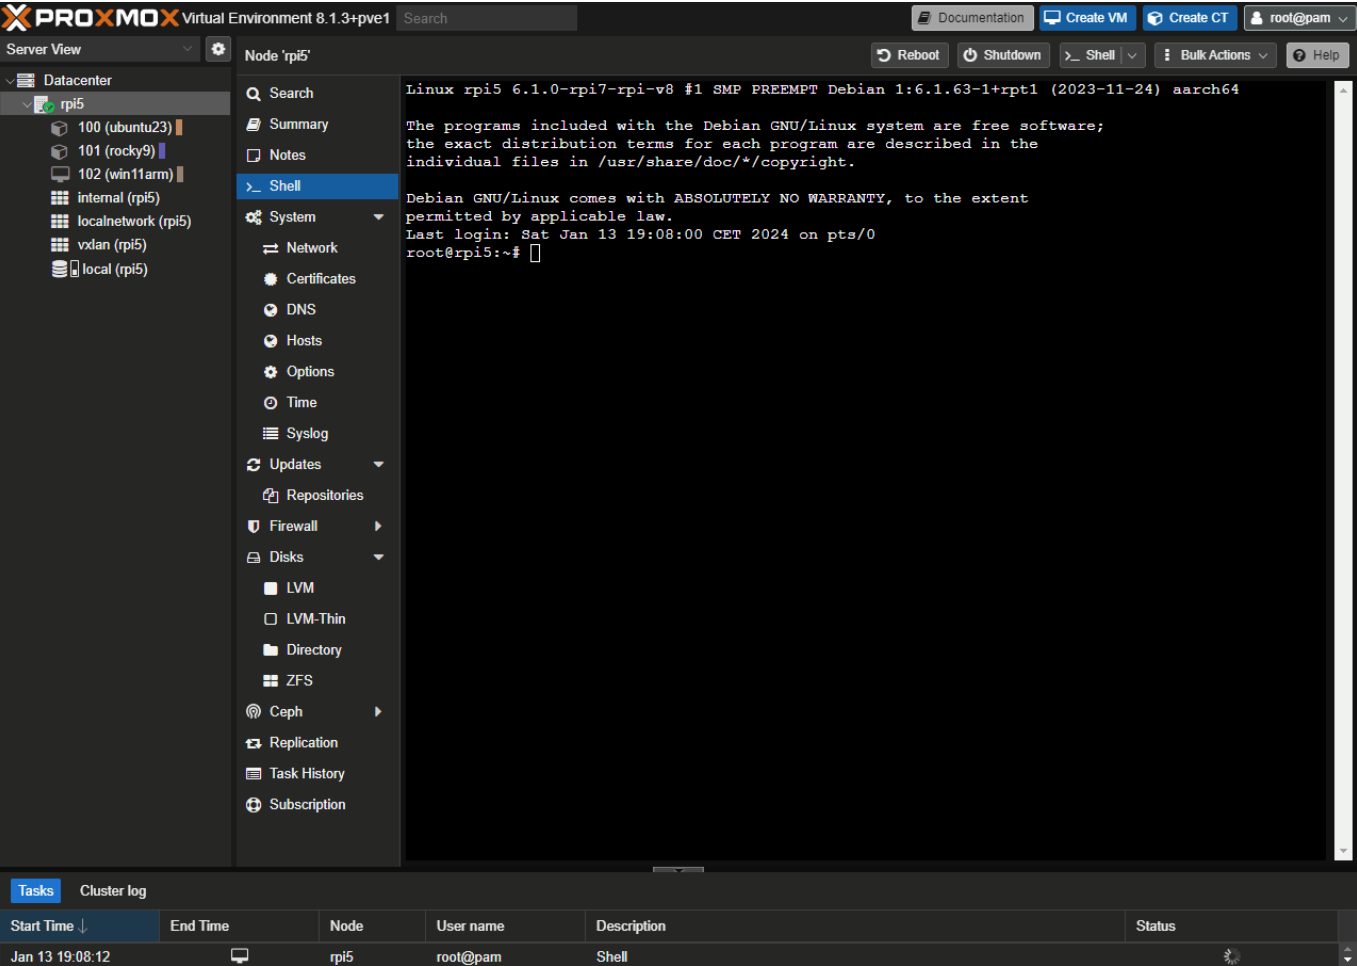 PROXMOX Virtual Environment 8.1.3+pve1 Search Documentation Create VM Create CT root@pam
Server View
Datacenter
rpi5
100 (ubuntu23)
101 (rocky9)
102 (win11arm)
internal (rpi5)
localnetwork (rpi5)
vxlan (rpi5)
local (rpi5)
Node 'rpi5' Reboot Shutdown >_ Shell Bulk Actions Help
Search
Summary
Notes
>_ Shell
System
Network
Certificates
DNS
Hosts
Options
Time
Syslog
Updates
Repositories
Firewall
Disks
LVM
LVM-Thin
Directory
ZFS
Ceph
Replication
Task History
Subscription
Linux rpi5 6.1.0-rpi7-rpi-v8 #1 SMP PREEMPT Debian 1:6.1.63-1+rpt1 (2023-11-24) aarch64
The programs included with the Debian GNU/Linux system are free software;
the exact distribution terms for each program are described in the
individual files in /usr/share/doc/*/copyright.
Debian GNU/Linux comes with ABSOLUTELY NO WARRANTY, to the extent
permitted by applicable law.
Last login: Sat Jan 13 19:08:00 CET 2024 on pts/0
root@rpi5:~#
Tasks Cluster log
Start Time End Time Node User name Description Status
Jan 13 19:08:12 rpi5 root@pam Shell